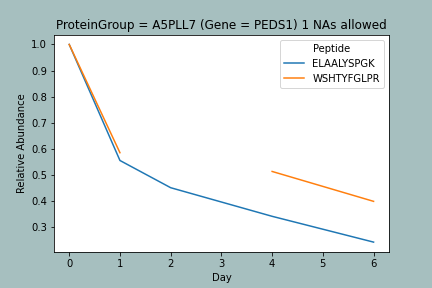 ProteinGroup = A5PLL7 (Gene = PEDS1) 1 NAs allowed
Peptide
ELAALYSPGK
WSHTYFGLPR
Relative Abundance
1.0
0.9
0.8
0.7
0.6
0.5
0.4
0.3
0 1 2 3 4 5 6
Day